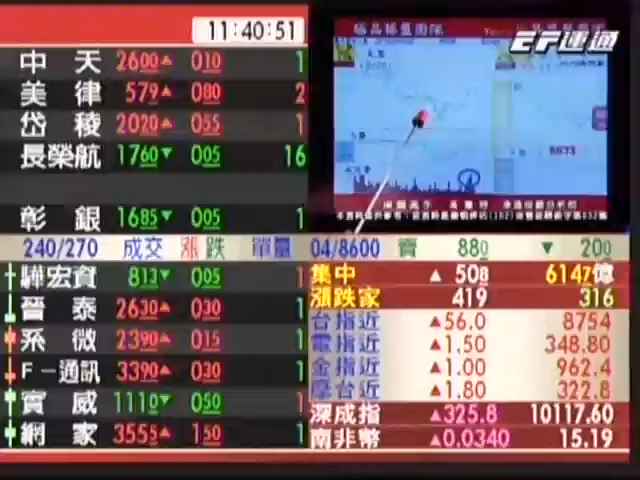 11:40:51
EF建通
中 天 2600▲ 010 1
美 律 579▲ 080 2
岱 稜 2020▲ 055 1
長榮航 1760▼ 005 16
彰 銀 1685▼ 005 1
240/270 成交 漲跌 單量 04/8600 賣 880 ▼ 200
驊宏資 813▼ 005 1
晉 泰 2630▲ 030 1
系 微 2390▲ 015 1
F-通訊 3390▲ 030 1
實 威 1110▼ 050 1
網 家 3555▲ 150 1
集中 ▲ 508 6147億
漲跌家 419 316
台指近 ▲56.0 8754
電指近 ▲1.50 348.80
金指近 ▲1.00 962.4
摩台近 ▲1.80 322.8
深成指 ▲325.8 10117.60
南非幣 ▲0.0340 15.19